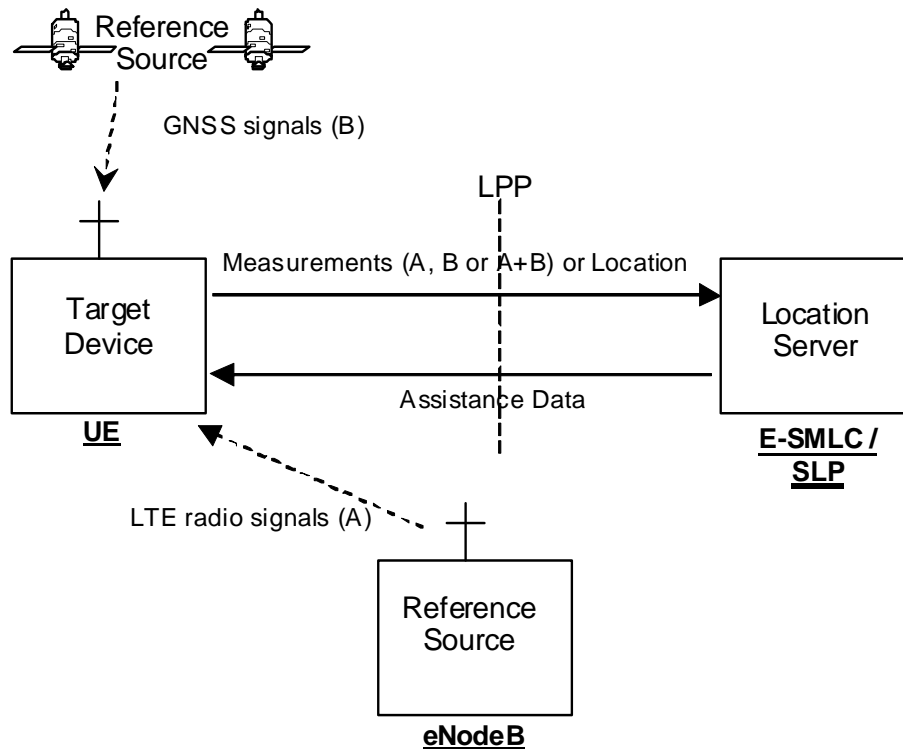 Reference
Source
GNSS signals (B)
LPP
Measurements (A, B or A+B) or Location
Target
Device
Location
Server
Assistance Data
UE
E-SMLC /
SLP
LTE radio signals (A)
Reference
Source
eNodeB